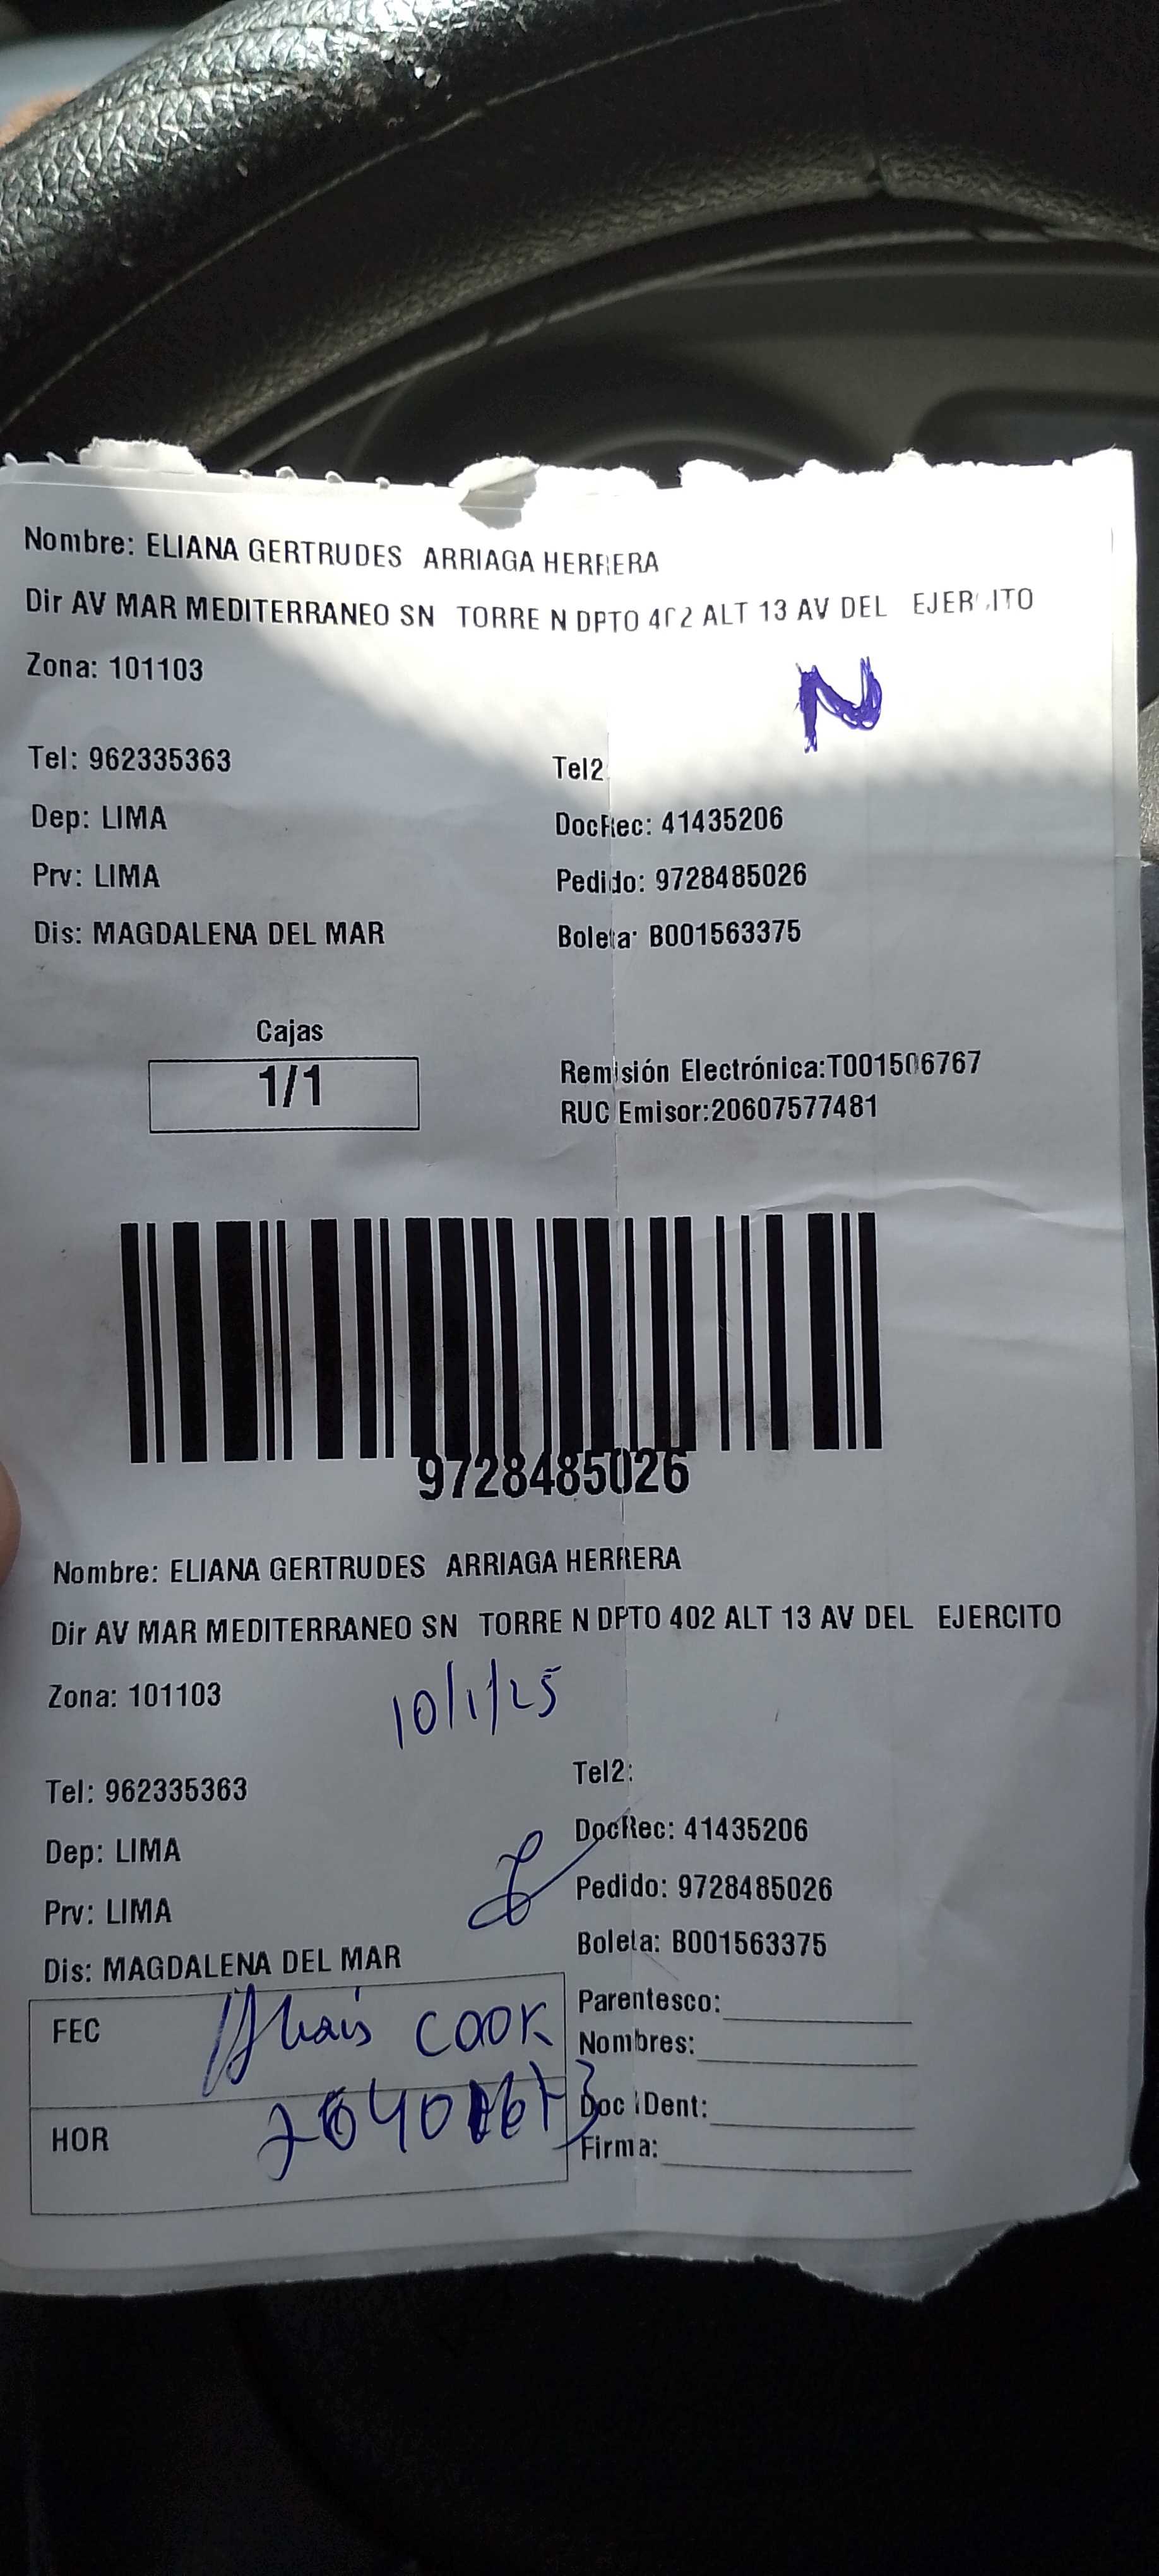 Nombre: ELIANA GERTRUDES ARRIAGA HERRERA
Dir AV MAR MEDITERRANEO SN TORRE N DPTO 402 ALT 13 AV DEL EJERCITO
Zona: 101103
N
Tel: 962335363 Tel2
Dep: LIMA DocRec: 41435206
Prv: LIMA Pedido: 9728485026
Dis: MAGDALENA DEL MAR Boleta: B001563375
Cajas
1/1
Remisión Electrónica:T001506767
RUC Emisor:20607577481
9728485026
Nombre: ELIANA GERTRUDES ARRIAGA HERRERA
Dir AV MAR MEDITERRANEO SN TORRE N DPTO 402 ALT 13 AV DEL EJERCITO
Zona: 101103
10/1/25
Tel: 962335363 Tel2:
Dep: LIMA DocRec: 41435206
Prv: LIMA Pedido: 9728485026
Dis: MAGDALENA DEL MAR Boleta: B001563375
FEC cook
HOR
Parentesco:
Nombres:
Doc Dent:
Firma: